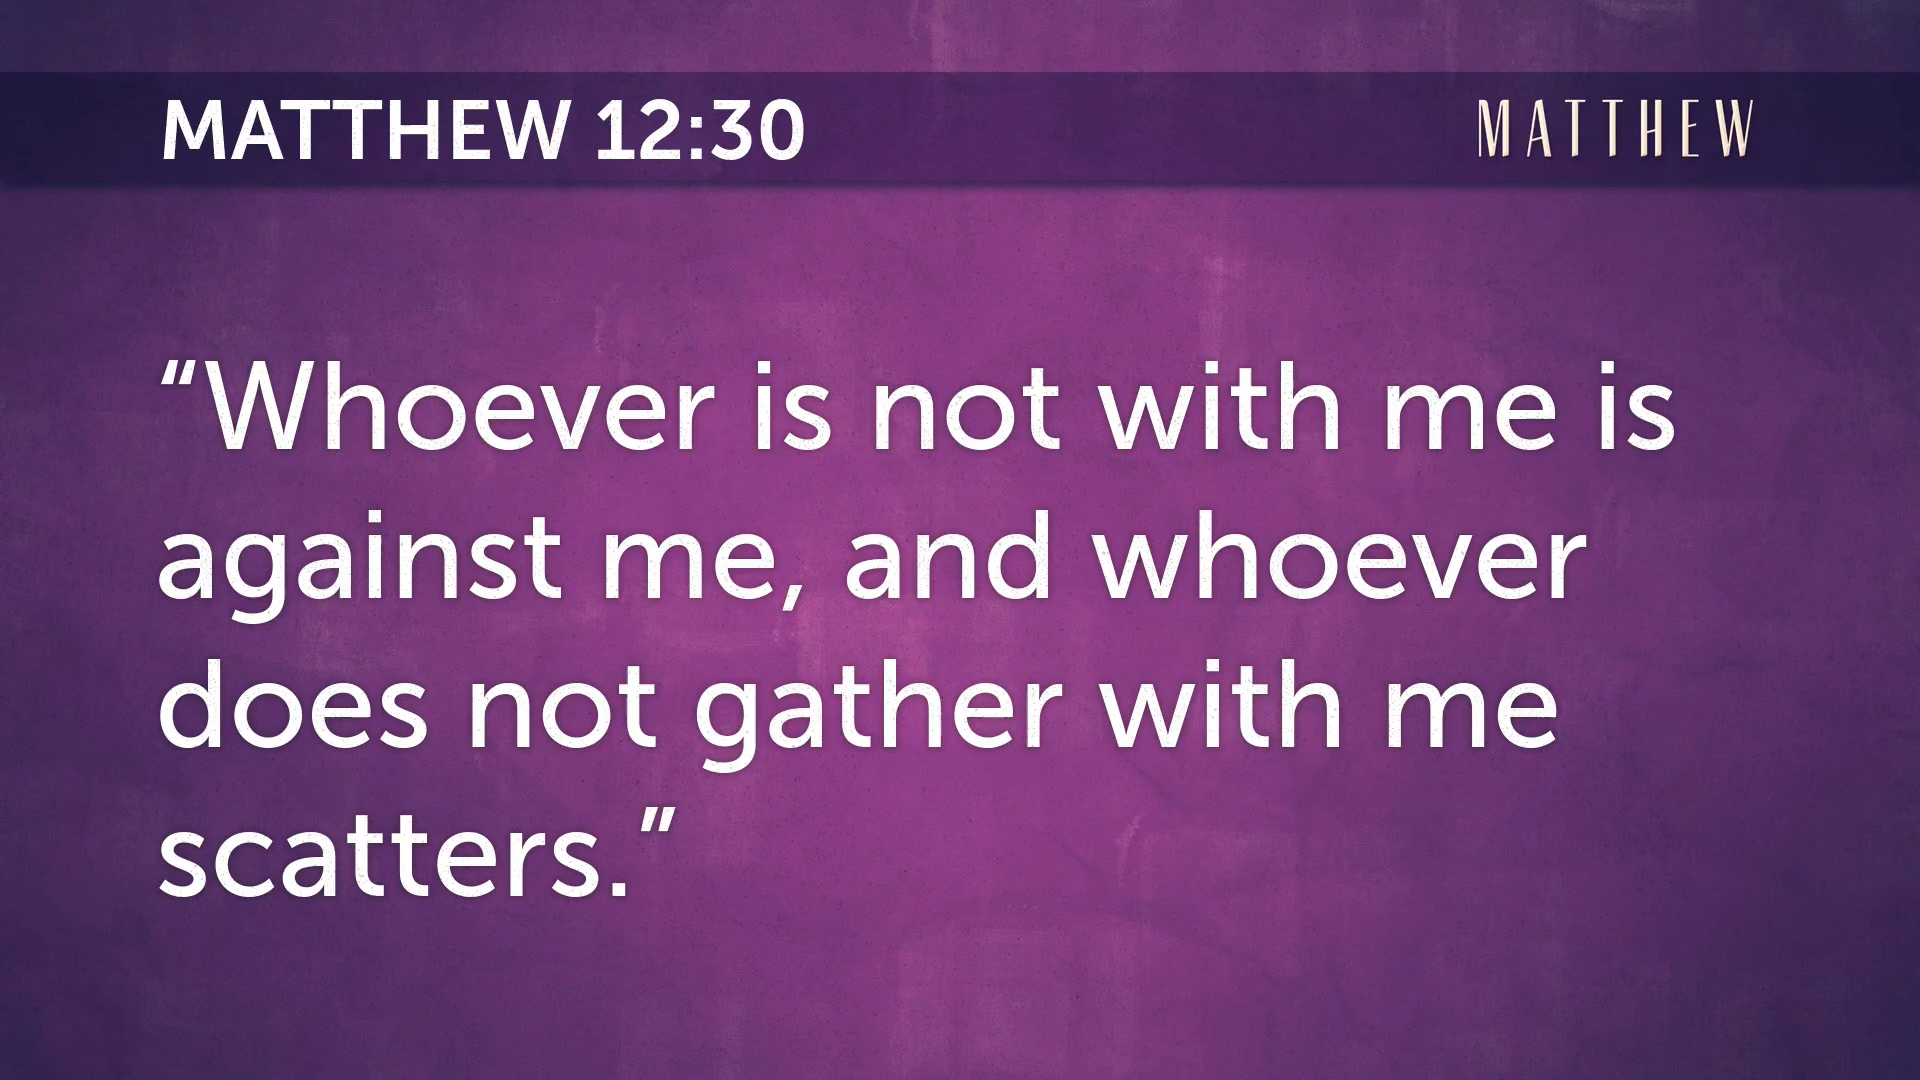 MATTHEW 12:30
MATTHEW
“Whoever is not with me is
against me, and whoever
does not gather with me
scatters.”